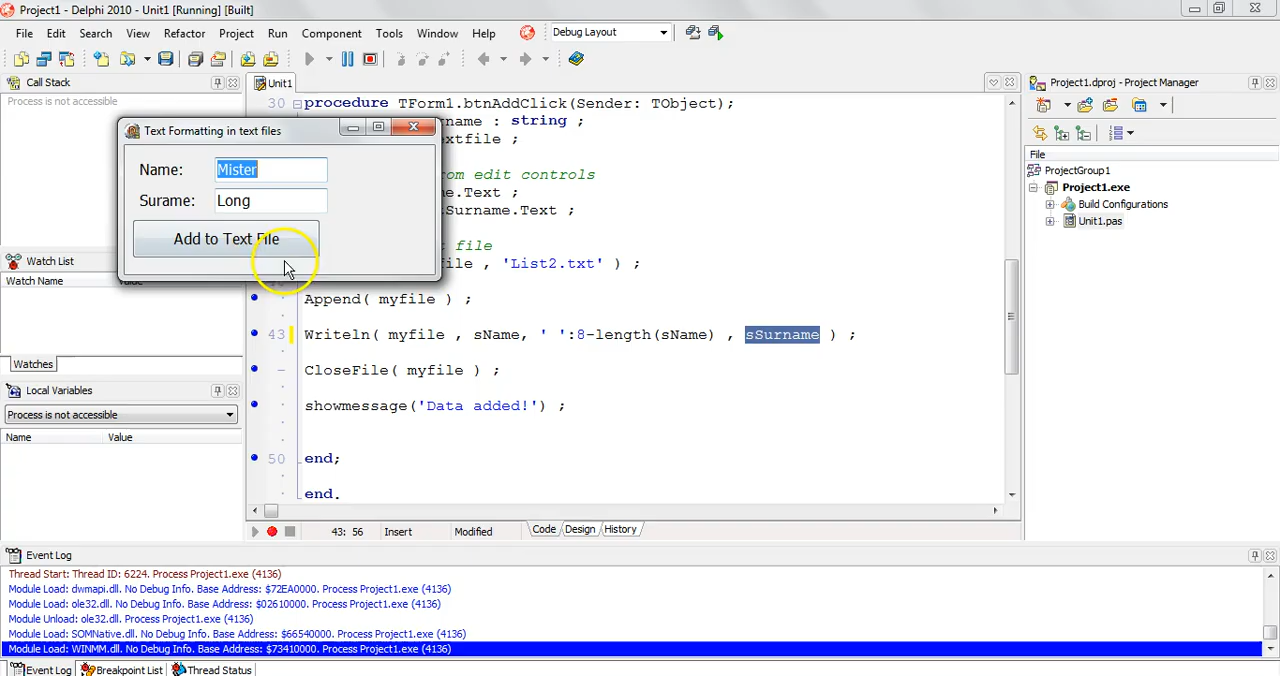 Project1 - Delphi 2010 - Unit1 [Running] [Built]
File Edit Search View Refactor Project Run Component Tools Window Help Debug Layout
Call Stack
Process is not accessible
Unit1
Project1.dproj - Project Manager
30 procedure TForm1.btnAddClick(Sender: TObject);
name : string ;
extfile ;
Text Formatting in text files
Name: Mister
Surame: Long
Add to Text File
om edit controls
.Text ;
tSurname.Text ;
file
ile , 'List2.txt' ) ;
Append( myfile ) ;
43 Writeln( myfile , sName, ' ':8-length(sName) , sSurname ) ;
CloseFile( myfile ) ;
showmessage('Data added!') ;
50 end;
end.
File
ProjectGroup1
Project1.exe
Build Configurations
Unit1.pas
Watch List
Watch Name
Watches
Local Variables
Process is not accessible
Name Value
43: 56 Insert Modified Code Design History
Event Log
Thread Start: Thread ID: 6224. Process Project1.exe (4136)
Module Load: dwmapi.dll. No Debug Info. Base Address: $72EA0000. Process Project1.exe (4136)
Module Load: ole32.dll. No Debug Info. Base Address: $02610000. Process Project1.exe (4136)
Module Unload: ole32.dll. Process Project1.exe (4136)
Module Load: SOMNative.dll. No Debug Info. Base Address: $66540000. Process Project1.exe (4136)
Module Load: WINMM.dll. No Debug Info. Base Address: $73410000. Process Project1.exe (4136)
Event Log Breakpoint List Thread Status